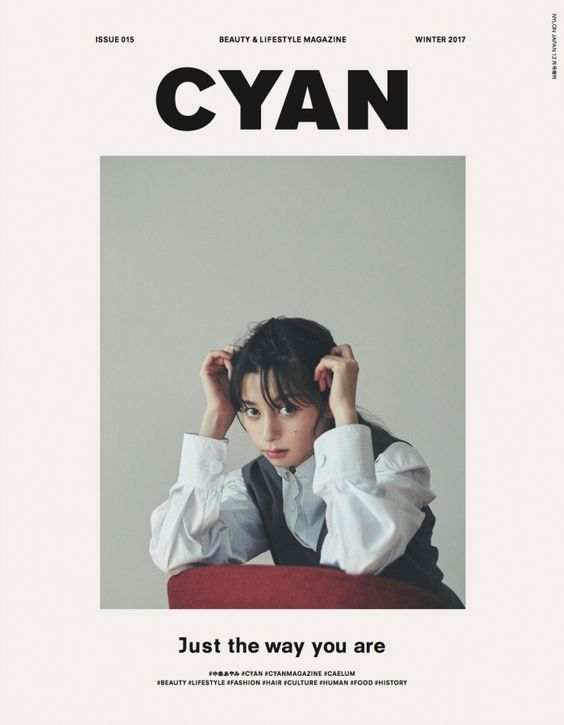 ISSUE 015
BEAUTY & LIFESTYLE MAGAZINE
WINTER 2017
NYLON JAPAN 12月号増刊
CYAN
Just the way you are
#中条あやみ #CYAN #CYANMAGAZINE #CAELUM
#BEAUTY #LIFESTYLE #FASHION #HAIR #CULTURE #HUMAN #FOOD #HISTORY